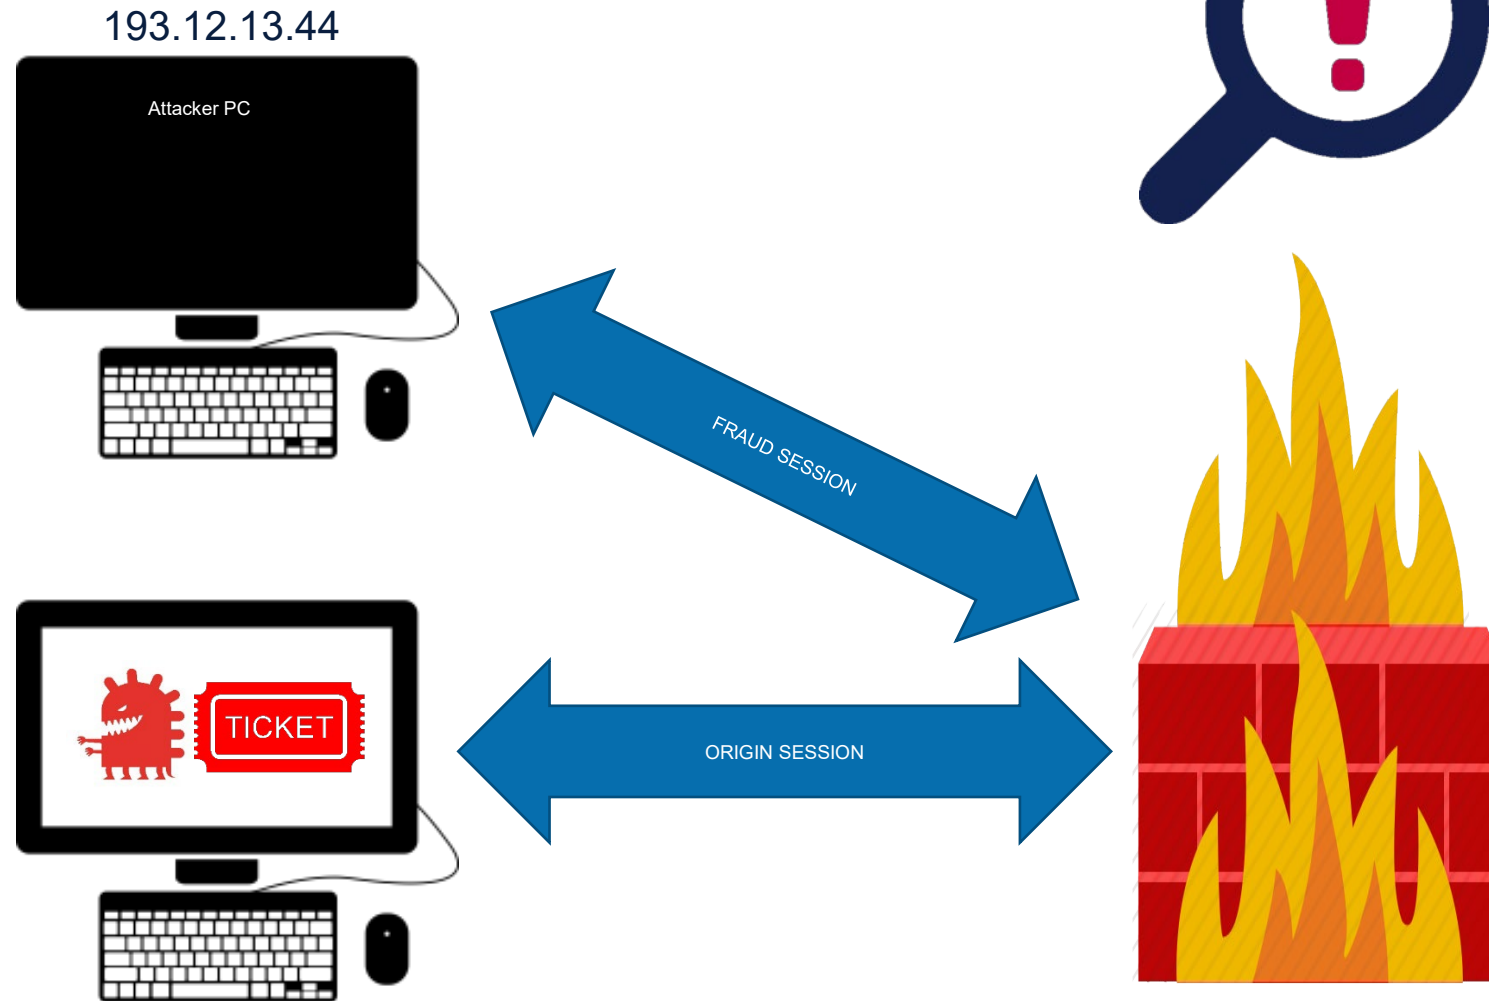 193.12.13.44
Attacker PC
FRAUD SESSION
TICKET
ORIGIN SESSION